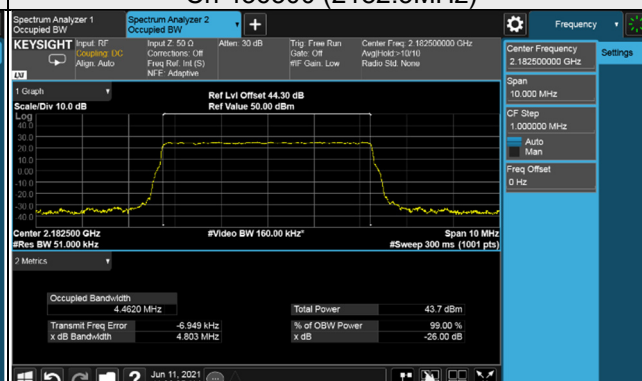 Spectrum Analyzer 1
Occupied BW
Spectrum Analyzer 2
Occupied BW
Frequency
KEYSIGHT
Input: RF
Coupling: DC
Align: Auto
Input Z: 50 Ω
Corrections: Off
Freq Ref: Int (S)
NFE: Adaptive
Atten: 30 dB
Trig: Free Run
Gate: Off
#IF Gain: Low
Center Freq: 2.182500000 GHz
Avg|Hold:>10/10
Radio Std: None
LXI
1 Graph
Scale/Div 10.0 dB
Ref Lvl Offset 44.30 dB
Ref Value 50.00 dBm
Log
40.0
30.0
20.0
10.0
0.00
-10.0
-20.0
-30.0
-40.0
Center 2.182500 GHz
#Res BW 51.000 kHz
#Video BW 160.00 kHz*
Span 10 MHz
#Sweep 300 ms (1001 pts)
2 Metrics
Occupied Bandwidth
4.4620 MHz
Total Power 43.7 dBm
Transmit Freq Error -6.949 kHz
% of OBW Power 99.00 %
x dB Bandwidth 4.803 MHz
x dB -26.00 dB
Jun 11, 2021
Center Frequency
2.182500000 GHz
Settings
Span
10.000 MHz
CF Step
1.000000 MHz
Auto
Man
Freq Offset
0 Hz